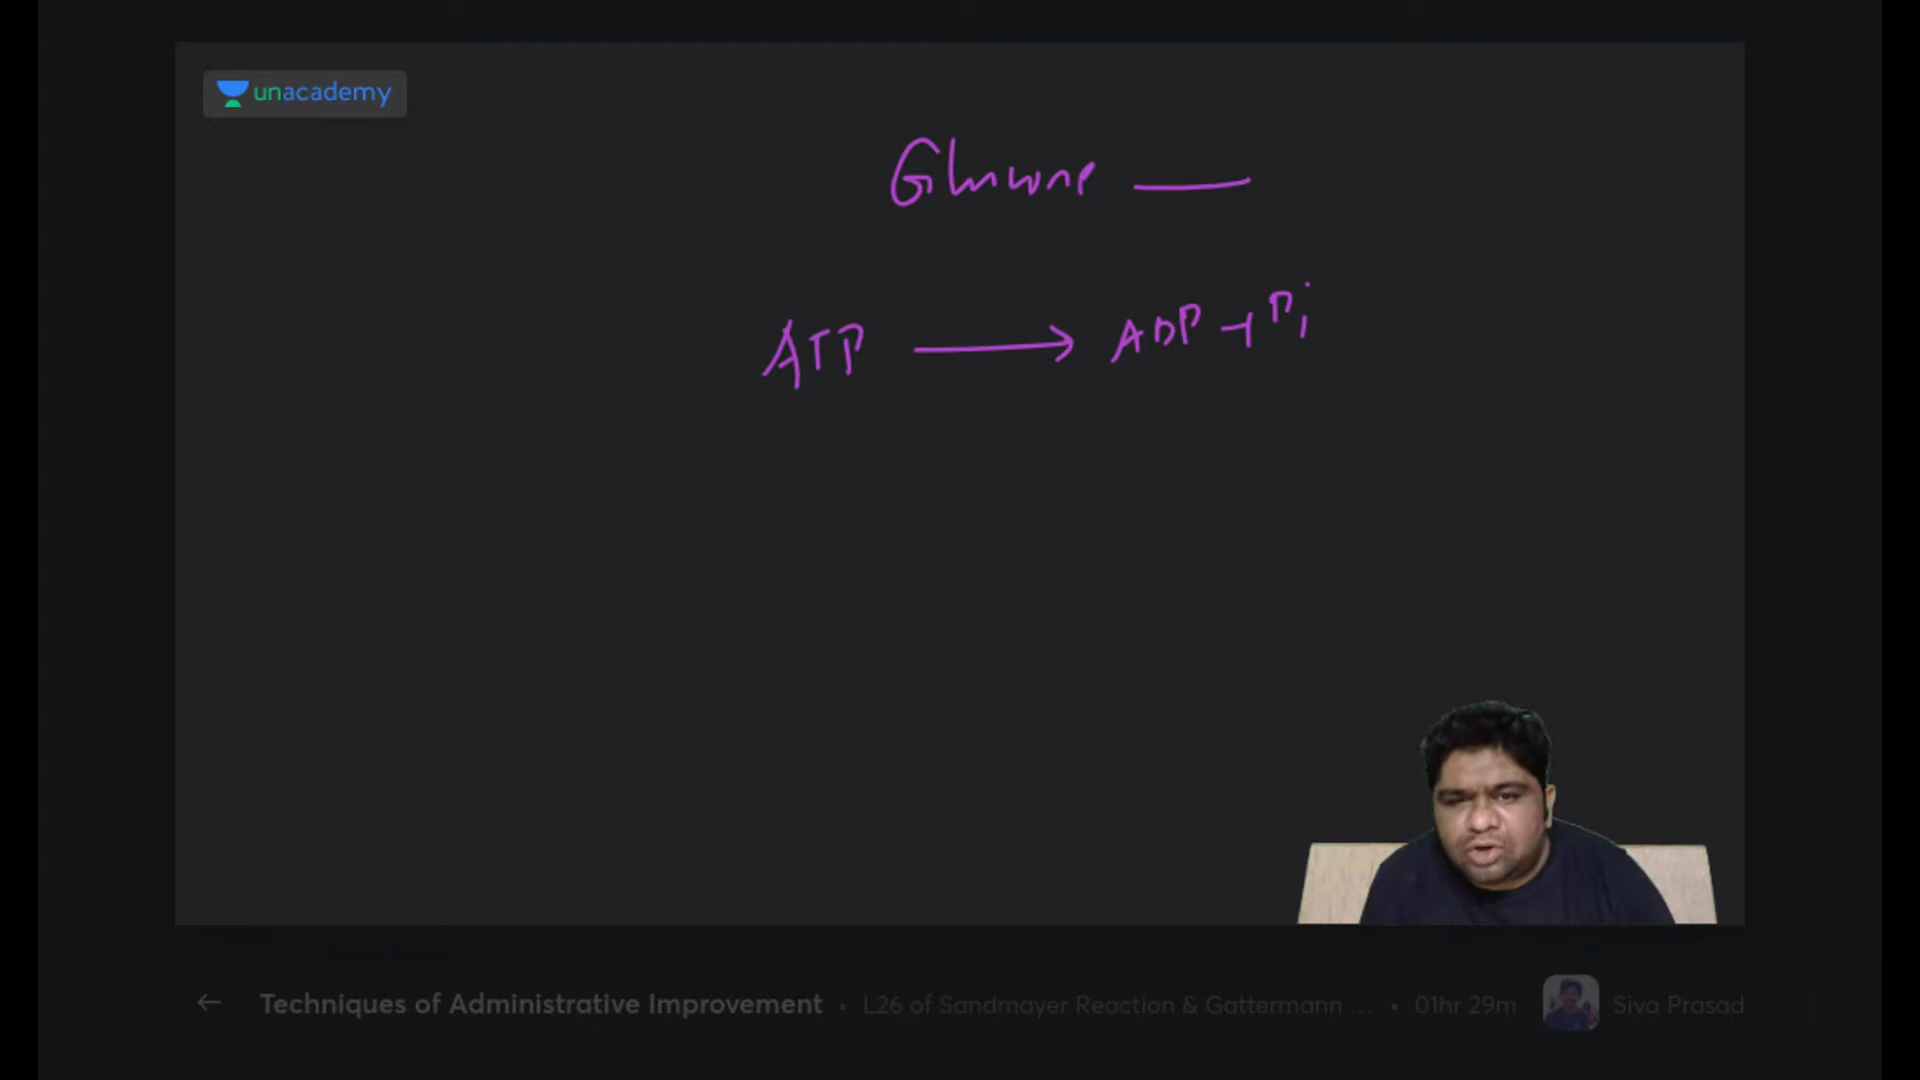 unacademy
Glucose —
ATP → ADP + Pi
Techniques of Administrative Improvement • L26 of Sandmayer Reaction & Gattermann ... • 01hr 29m Siva Prasad